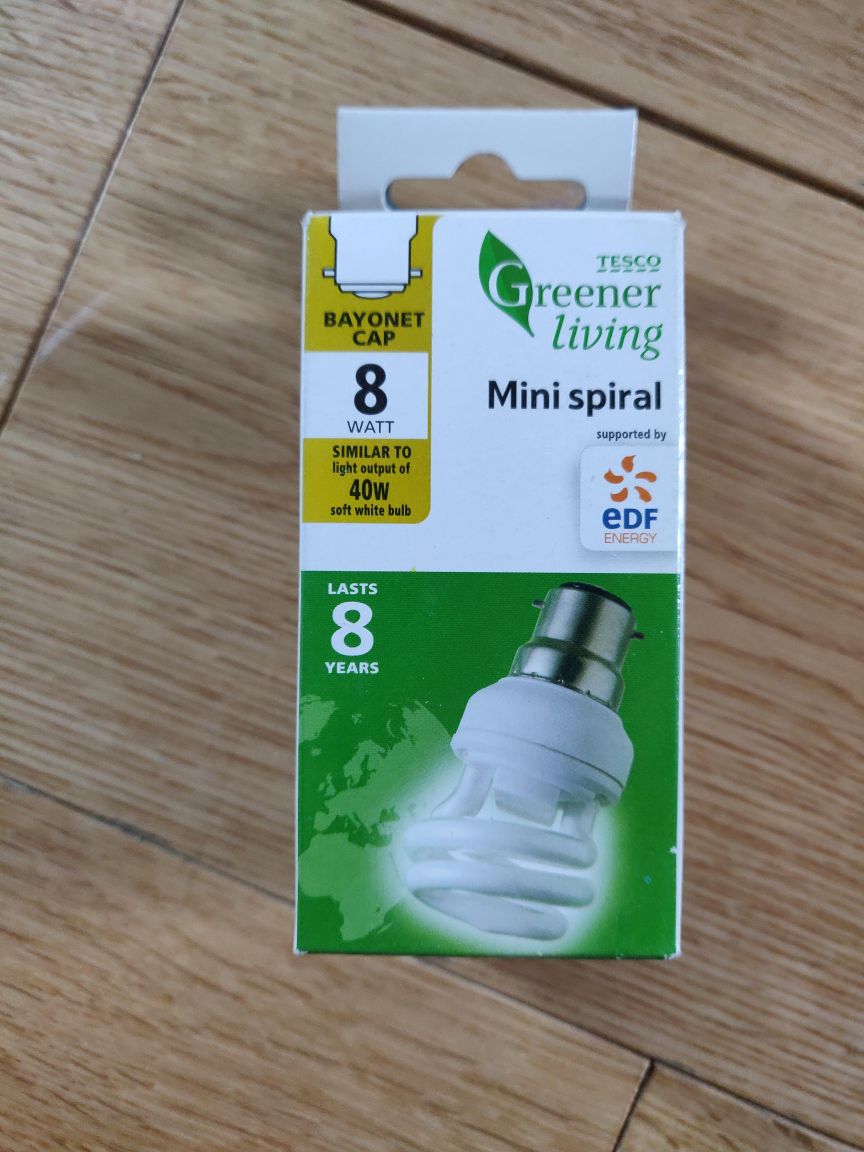 BAYONET
CAP
8
WATT
SIMILAR TO
light output of
40W
soft white bulb
TESCO
Greener
living
Mini spiral
supported by
eDF
ENERGY
LASTS
8
YEARS